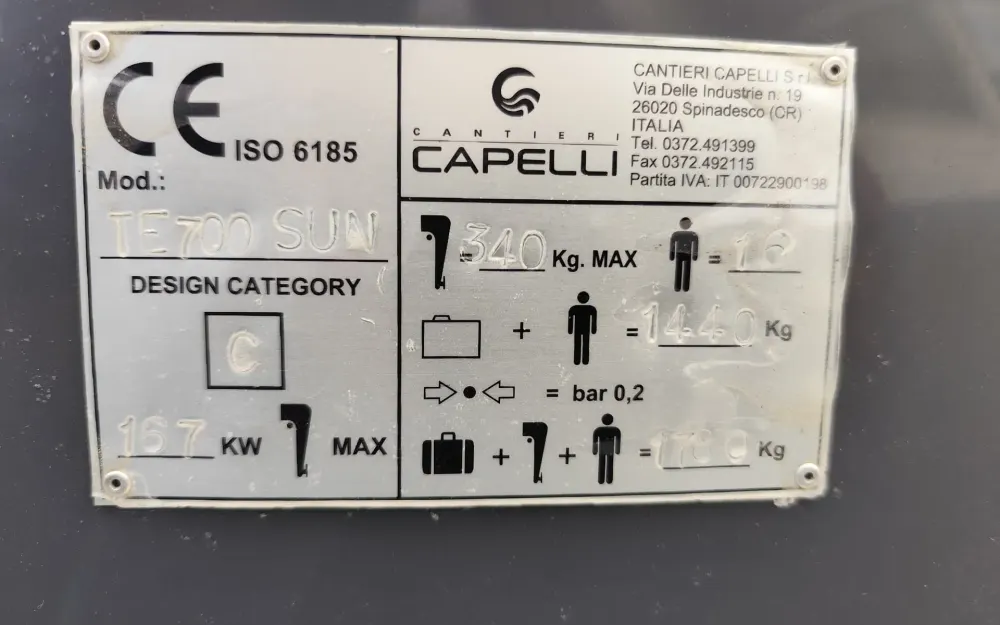 CE
ISO 6185
Mod.:
TE700 SUN
DESIGN CATEGORY
C
167 KW MAX
CANTIERI
CAPELLI
CANTIERI CAPELLI S.r.l.
Via Delle Industrie n. 19
26020 Spinadesco (CR)
ITALIA
Tel. 0372.491399
Fax 0372.492115
Partita IVA: IT 00722900198
= 340 Kg. MAX = 16
+ = 1440 Kg
= bar 0,2
+ + = 1780 Kg